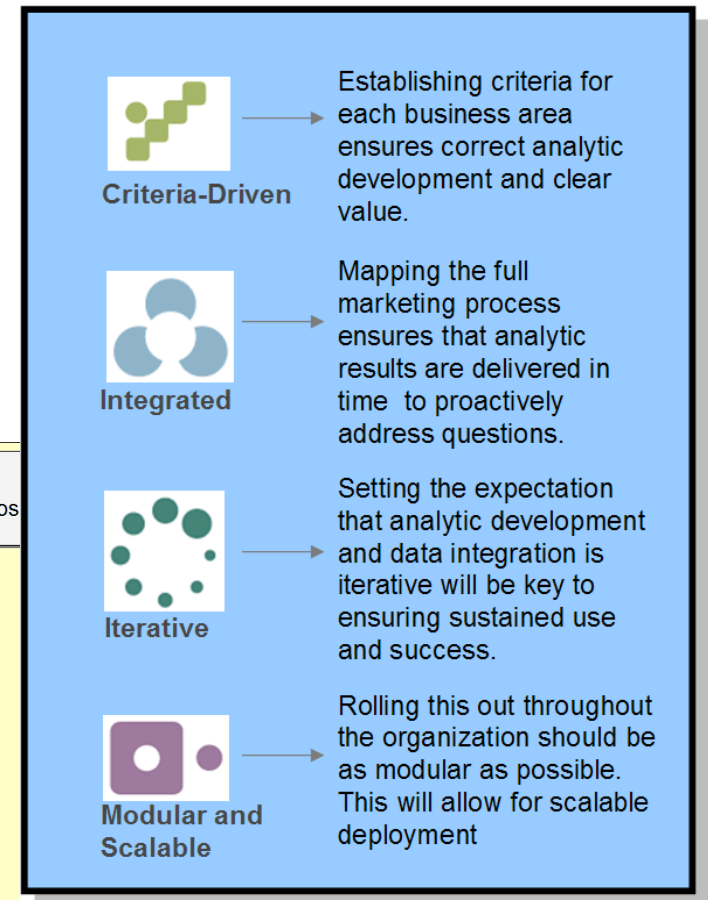 Establishing criteria for
each business area
ensures correct analytic
development and clear
value.
Criteria-Driven
Mapping the full
marketing process
ensures that analytic
results are delivered in
time  to proactively
address questions.
Integrated
os
Setting the expectation
that analytic development
and data integration is
iterative will be key to
ensuring sustained use
and success.
Iterative
Rolling this out throughout
the organization should be
as modular as possible.
This will allow for scalable
deployment
Modular and
Scalable